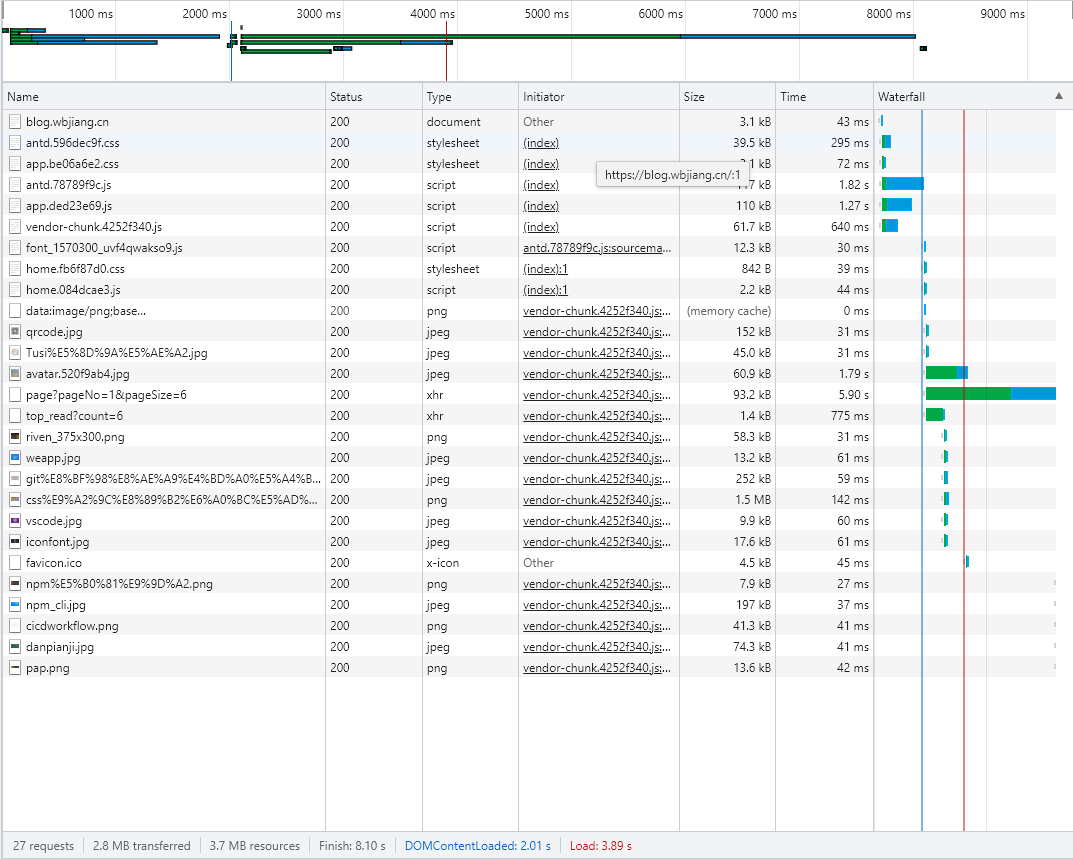 1000 ms 2000 ms 3000 ms 4000 ms 5000 ms 6000 ms 7000 ms 8000 ms 9000 ms
Name Status Type Initiator Size Time Waterfall
blog.wbjiang.cn 200 document Other 3.1 kB 43 ms
antd.596dec9f.css 200 stylesheet (index) 39.5 kB 295 ms
app.be06a6e2.css 200 stylesheet (index) kB 72 ms
https://blog.wbjiang.cn/:1
antd.78789f9c.js 200 script (index) kB 1.82 s
app.ded23e69.js 200 script (index) 110 kB 1.27 s
vendor-chunk.4252f340.js 200 script (index) 61.7 kB 640 ms
font_1570300_uvf4qwakso9.js 200 script antd.78789f9c.js:sourcema... 12.3 kB 30 ms
home.fb6f87d0.css 200 stylesheet (index):1 842 B 39 ms
home.084dcae3.js 200 script (index):1 2.2 kB 44 ms
data:image/png;base... 200 png vendor-chunk.4252f340.js:... (memory cache) 0 ms
qrcode.jpg 200 jpeg vendor-chunk.4252f340.js:... 152 kB 31 ms
Tusi%E5%8D%9A%E5%AE%A2.jpg 200 jpeg vendor-chunk.4252f340.js:... 45.0 kB 31 ms
avatar.520f9ab4.jpg 200 jpeg vendor-chunk.4252f340.js:... 60.9 kB 1.79 s
page?pageNo=1&pageSize=6 200 xhr vendor-chunk.4252f340.js:... 93.2 kB 5.90 s
top_read?count=6 200 xhr vendor-chunk.4252f340.js:... 1.4 kB 775 ms
riven_375x300.png 200 png vendor-chunk.4252f340.js:... 58.3 kB 31 ms
weapp.jpg 200 jpeg vendor-chunk.4252f340.js:... 13.2 kB 61 ms
git%E8%BF%98%E8%AE%A9%E4%BD%A0%E5%A4%B... 200 jpeg vendor-chunk.4252f340.js:... 252 kB 59 ms
css%E9%A2%9C%E8%89%B2%E6%A0%BC%E5%AD%... 200 png vendor-chunk.4252f340.js:... 1.5 MB 142 ms
vscode.jpg 200 jpeg vendor-chunk.4252f340.js:... 9.9 kB 60 ms
iconfont.jpg 200 jpeg vendor-chunk.4252f340.js:... 17.6 kB 61 ms
favicon.ico 200 x-icon Other 4.5 kB 45 ms
npm%E5%B0%81%E9%9D%A2.png 200 png vendor-chunk.4252f340.js:... 7.9 kB 27 ms
npm_cli.jpg 200 jpeg vendor-chunk.4252f340.js:... 197 kB 37 ms
cicdworkflow.png 200 png vendor-chunk.4252f340.js:... 41.3 kB 41 ms
danpianji.jpg 200 jpeg vendor-chunk.4252f340.js:... 74.3 kB 41 ms
pap.png 200 png vendor-chunk.4252f340.js:... 13.6 kB 42 ms
27 requests 2.8 MB transferred 3.7 MB resources Finish: 8.10 s DOMContentLoaded: 2.01 s Load: 3.89 s